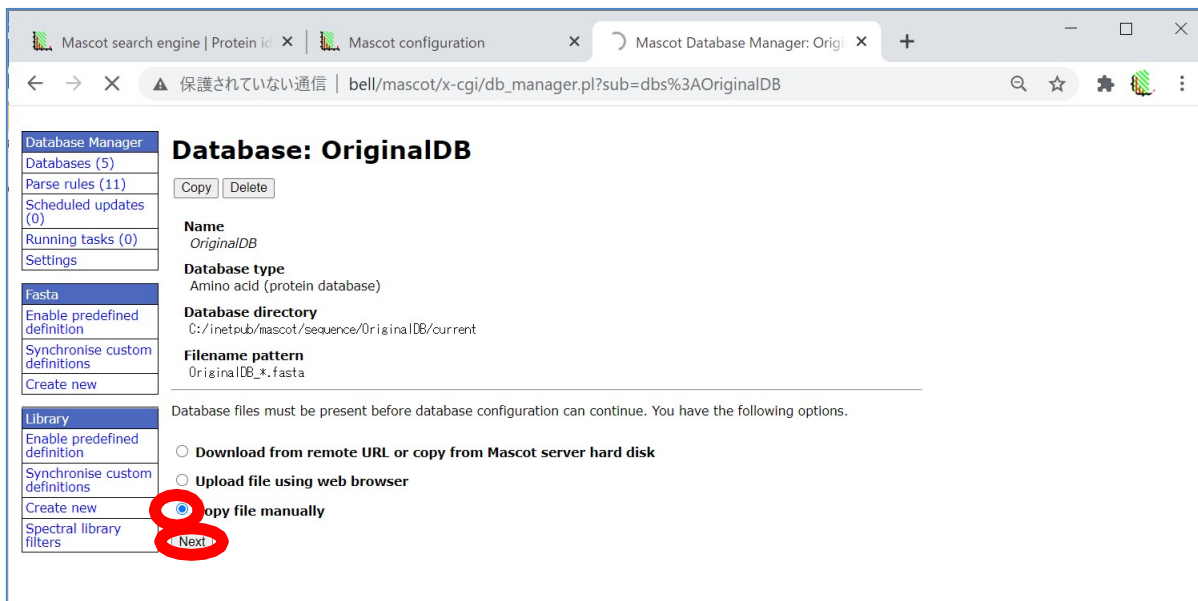 Mascot search engine | Protein id
Mascot configuration
Mascot Database Manager: Origi
保護されていない通信 | bell/mascot/x-cgi/db_manager.pl?sub=dbs%3AOriginalDB
Database Manager
Databases (5)
Parse rules (11)
Scheduled updates
(0)
Running tasks (0)
Settings
Fasta
Enable predefined
definition
Synchronise custom
definitions
Create new
Library
Enable predefined
definition
Synchronise custom
definitions
Create new
Spectral library
filters
Database: OriginalDB
Copy Delete
Name
OriginalDB
Database type
Amino acid (protein database)
Database directory
C:/inetpub/mascot/sequence/OriginalDB/current
Filename pattern
OriginalDB_*.fasta
Database files must be present before database configuration can continue. You have the following options.
Download from remote URL or copy from Mascot server hard disk
Upload file using web browser
opy file manually
Next